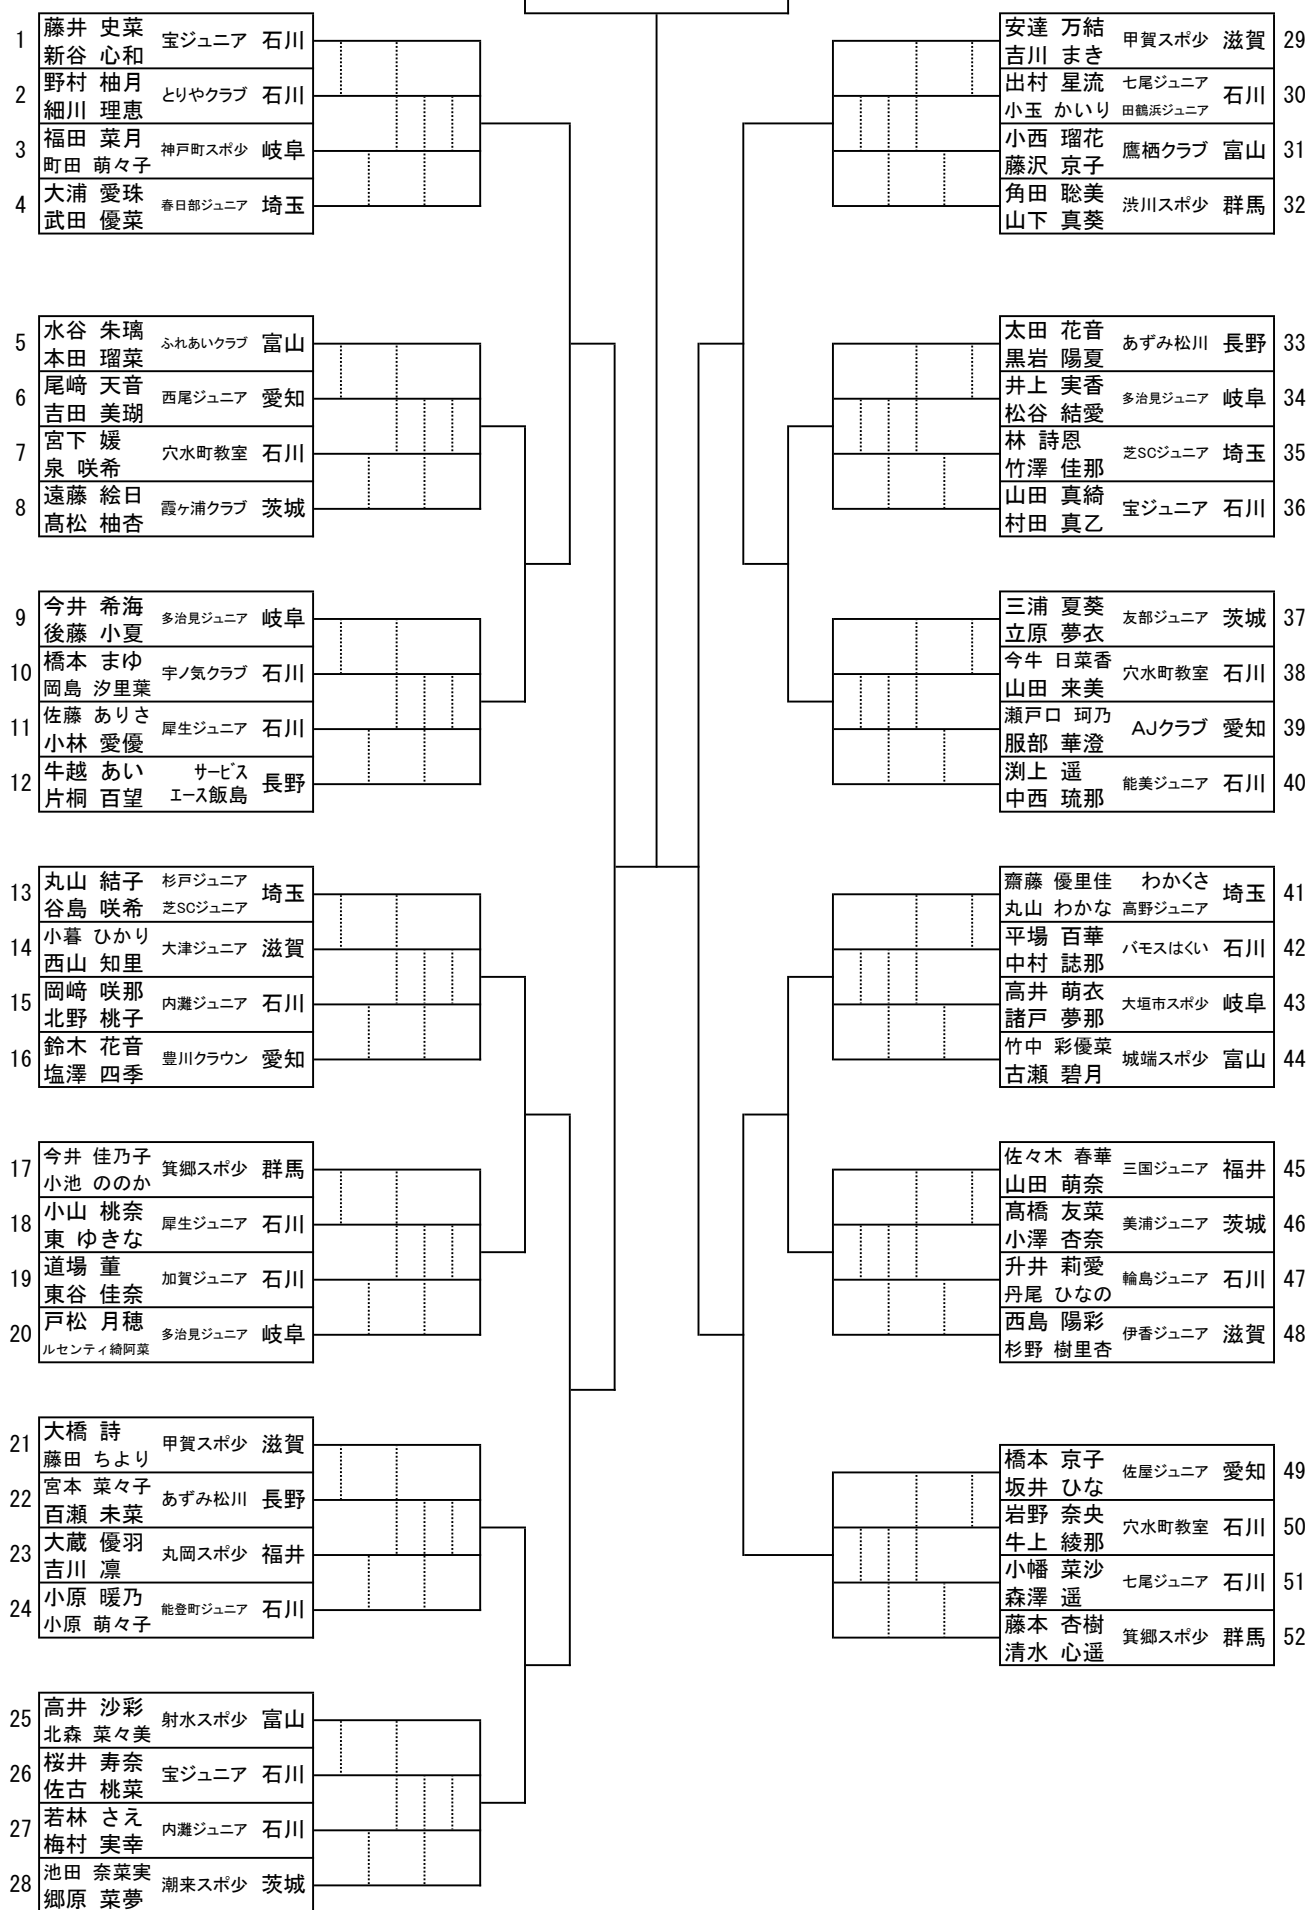 1 藤井 史菜 宝ジュニア 石川
新谷 心和
2 野村 柚月 とりやクラブ 石川
細川 理恵
3 福田 菜月 神戸町スポ少 岐阜
町田 萌々子
4 大浦 愛珠 春日部ジュニア 埼玉
武田 優菜
5 水谷 朱璃 ふれあいクラブ 富山
本田 瑠菜
6 尾﨑 天音 西尾ジュニア 愛知
吉田 美瑚
7 宮下 媛 穴水町教室 石川
泉 咲希
8 遠藤 絵日 霞ヶ浦クラブ 茨城
髙松 柚杏
9 今井 希海 多治見ジュニア 岐阜
後藤 小夏
10 橋本 まゆ 宇ノ気クラブ 石川
岡島 汐里葉
11 佐藤 ありさ 犀生ジュニア 石川
小林 愛優
12 牛越 あい サービス 長野
片桐 百望 エース飯島
13 丸山 結子 杉戸ジュニア 埼玉
谷島 咲希 芝SCジュニア
14 小暮 ひかり 大津ジュニア 滋賀
西山 知里
15 岡﨑 咲那 内灘ジュニア 石川
北野 桃子
16 鈴木 花音 豊川クラウン 愛知
塩澤 四季
17 今井 佳乃子 箕郷スポ少 群馬
小池 ののか
18 小山 桃奈 犀生ジュニア 石川
東 ゆきな
19 道場 董 加賀ジュニア 石川
東谷 佳奈
20 戸松 月穂 多治見ジュニア 岐阜
ルセンティ綺阿菜
21 大橋 詩 甲賀スポ少 滋賀
藤田 ちより
22 宮本 菜々子 あずみ松川 長野
百瀬 未菜
23 大蔵 優羽 丸岡スポ少 福井
吉川 凛
24 小原 暖乃 能登町ジュニア 石川
小原 萌々子
25 高井 沙彩 射水スポ少 富山
北森 菜々美
26 桜井 寿奈 宝ジュニア 石川
佐古 桃菜
27 若林 さえ 内灘ジュニア 石川
梅村 実幸
28 池田 奈菜実 潮来スポ少 茨城
郷原 菜夢
安達 万結 甲賀スポ少 滋賀 29
吉川 まき
出村 星流 七尾ジュニア 石川 30
小玉 かいり 田鶴浜ジュニア
小西 瑠花 鷹栖クラブ 富山 31
藤沢 京子
角田 聡美 渋川スポ少 群馬 32
山下 真葵
太田 花音 あずみ松川 長野 33
黒岩 陽夏
井上 実香 多治見ジュニア 岐阜 34
松谷 結愛
林 詩恩 芝SCジュニア 埼玉 35
竹澤 佳那
山田 真綺 宝ジュニア 石川 36
村田 真乙
三浦 夏葵 友部ジュニア 茨城 37
立原 夢衣
今牛 日菜香 穴水町教室 石川 38
山田 来美
瀬戸口 珂乃 AJクラブ 愛知 39
服部 華澄
渕上 遥 能美ジュニア 石川 40
中西 琉那
齋藤 優里佳 わかくさ 埼玉 41
丸山 わかな 高野ジュニア
平場 百華 バモスはくい 石川 42
中村 誌那
高井 萌衣 大垣市スポ少 岐阜 43
諸戸 夢那
竹中 彩優菜 城端スポ少 富山 44
古瀬 碧月
佐々木 春華 三国ジュニア 福井 45
山田 萌奈
髙橋 友菜 美浦ジュニア 茨城 46
小澤 杏奈
升井 莉愛 輪島ジュニア 石川 47
丹尾 ひなの
西島 陽彩 伊香ジュニア 滋賀 48
杉野 樹里杏
橋本 京子 佐屋ジュニア 愛知 49
坂井 ひな
岩野 奈央 穴水町教室 石川 50
牛上 綾那
小幡 菜沙 七尾ジュニア 石川 51
森澤 遥
藤本 杏樹 箕郷スポ少 群馬 52
清水 心遥